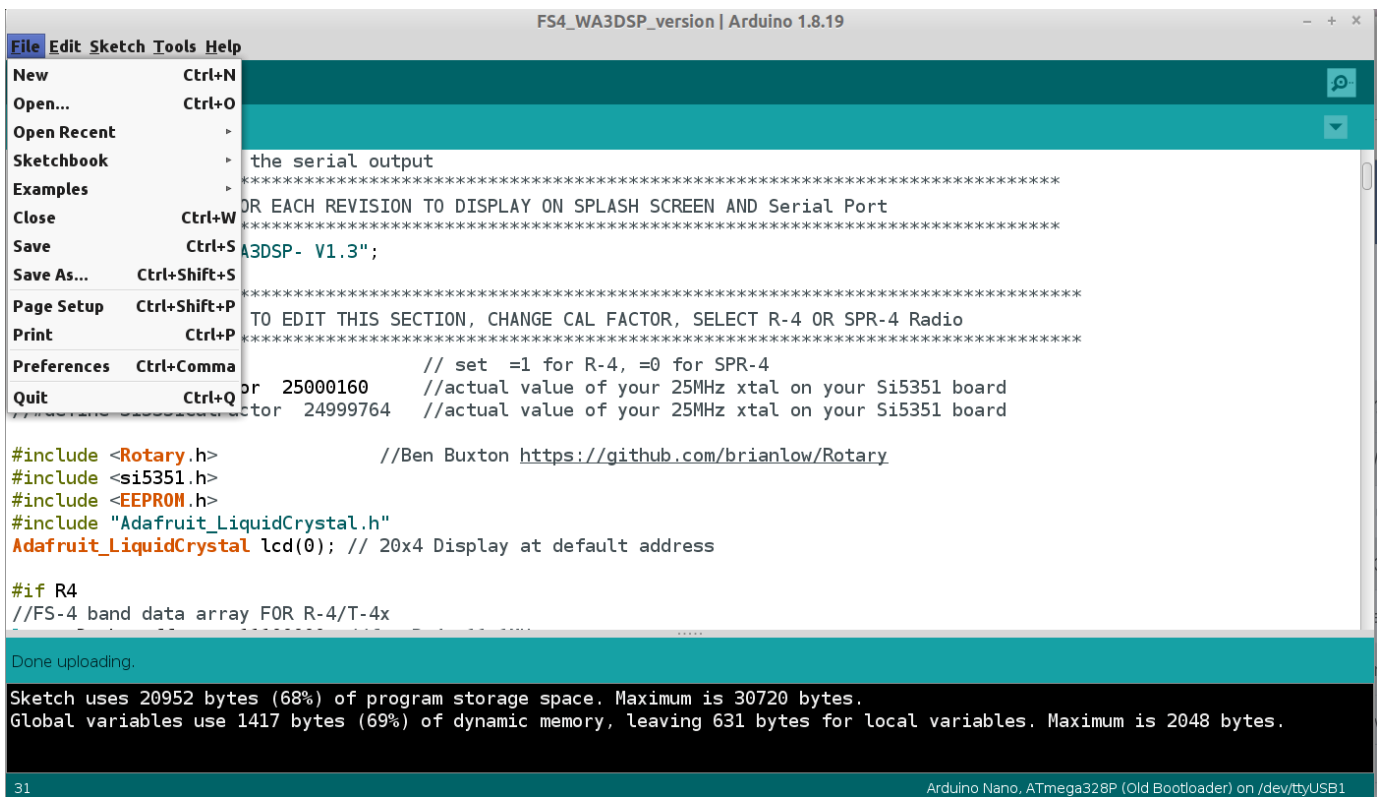 FS4_WA3DSP_version | Arduino 1.8.19
File Edit Sketch Tools Help
New Ctrl+N
Open... Ctrl+O
Open Recent
Sketchbook
Examples
Close Ctrl+W
Save Ctrl+S
Save As... Ctrl+Shift+S
Page Setup Ctrl+Shift+P
Print Ctrl+P
Preferences Ctrl+Comma
Quit Ctrl+Q
the serial output
******************************************************************************
OR EACH REVISION TO DISPLAY ON SPLASH SCREEN AND Serial Port
******************************************************************************
A3DSP- V1.3";
********************************************************************************
TO EDIT THIS SECTION, CHANGE CAL FACTOR, SELECT R-4 OR SPR-4 Radio
********************************************************************************
// set  =1 for R-4, =0 for SPR-4
or  25000160     //actual value of your 25MHz xtal on your Si5351 board
ctor  24999764   //actual value of your 25MHz xtal on your Si5351 board
#include <Rotary.h>               //Ben Buxton https://github.com/brianlow/Rotary
#include <si5351.h>
#include <EEPROM.h>
#include "Adafruit_LiquidCrystal.h"
Adafruit_LiquidCrystal lcd(0); // 20x4 Display at default address
#if R4
//FS-4 band data array FOR R-4/T-4x
Done uploading.
Sketch uses 20952 bytes (68%) of program storage space. Maximum is 30720 bytes.
Global variables use 1417 bytes (69%) of dynamic memory, leaving 631 bytes for local variables. Maximum is 2048 bytes.
31
Arduino Nano, ATmega328P (Old Bootloader) on /dev/ttyUSB1